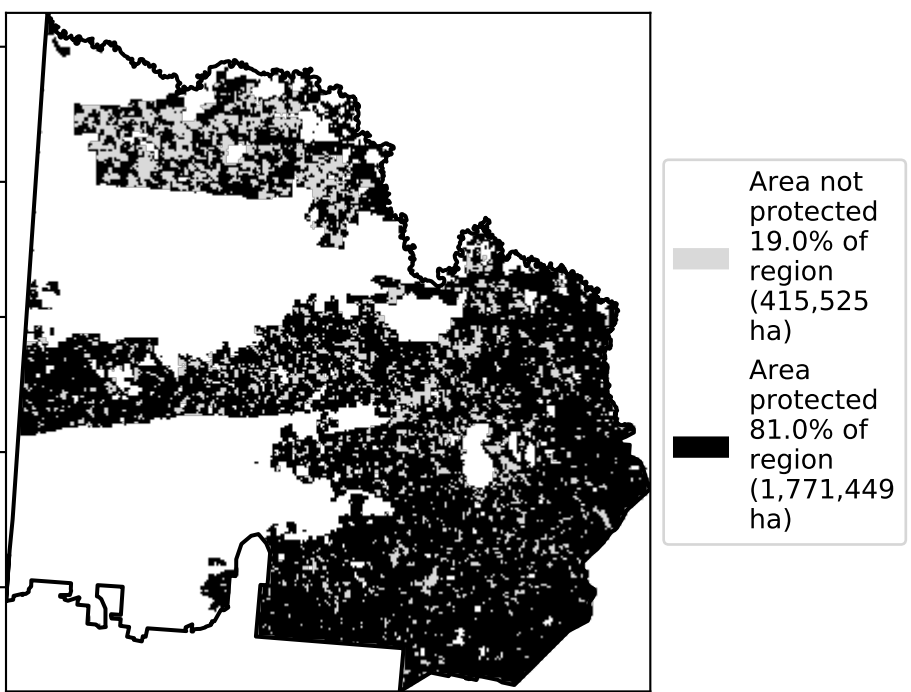 Area not
protected
19.0% of
region
(415,525
ha)
Area
protected
81.0% of
region
(1,771,449
ha)